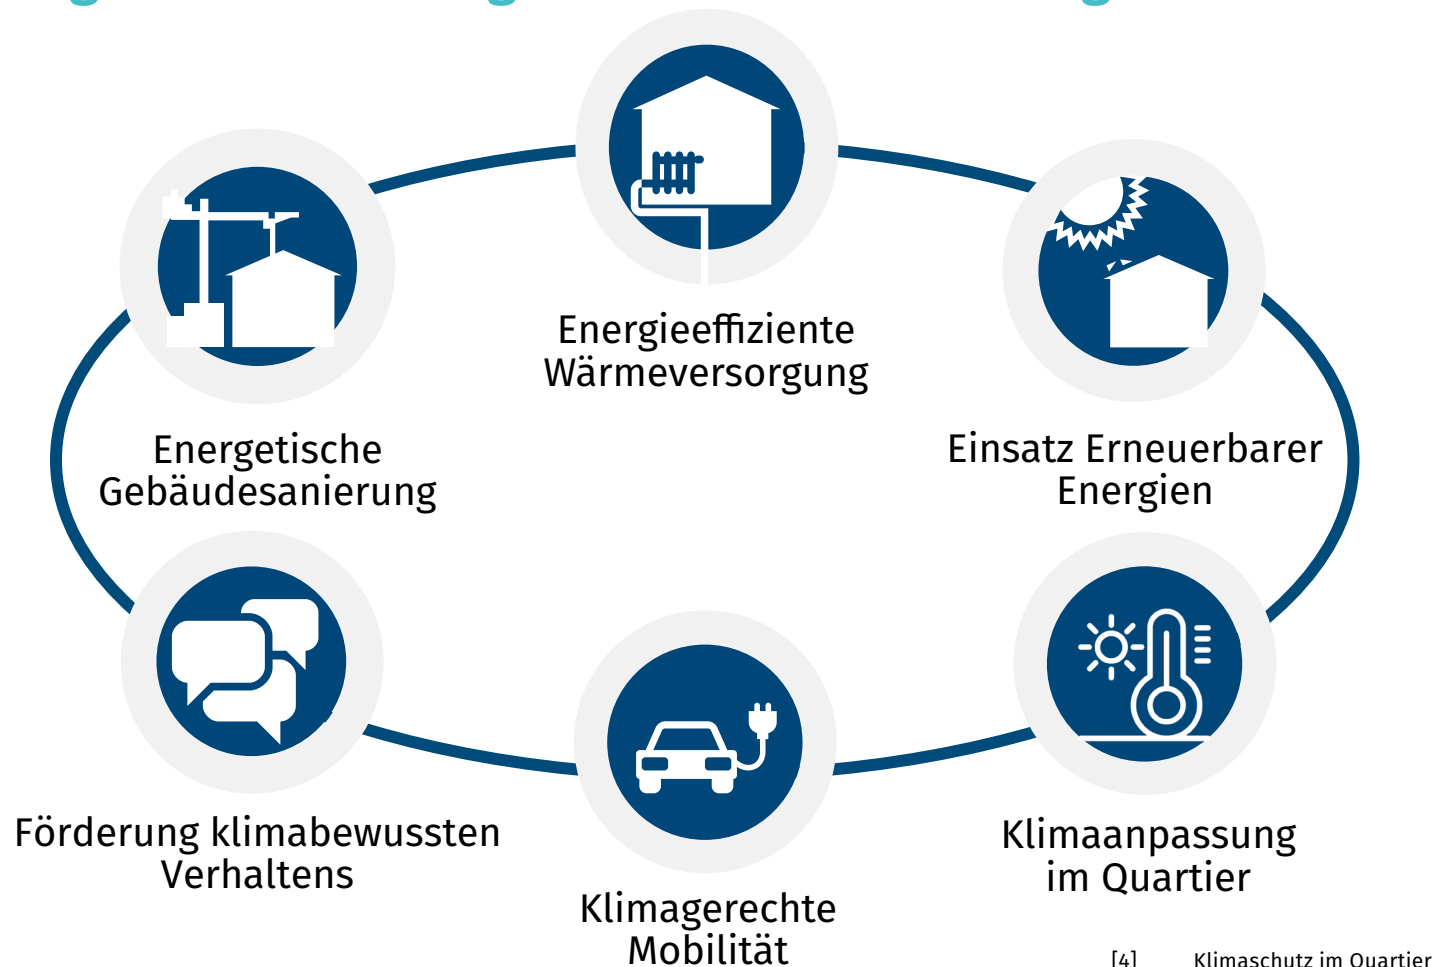 Energieeffiziente
Wärmeversorgung
Energetische
Gebäudesanierung
Einsatz Erneuerbarer
Energien
Förderung klimabewussten
Verhaltens
Klimagerechte
Mobilität
Klimaanpassung
im Quartier
[4] Klimaschutz im Quartier